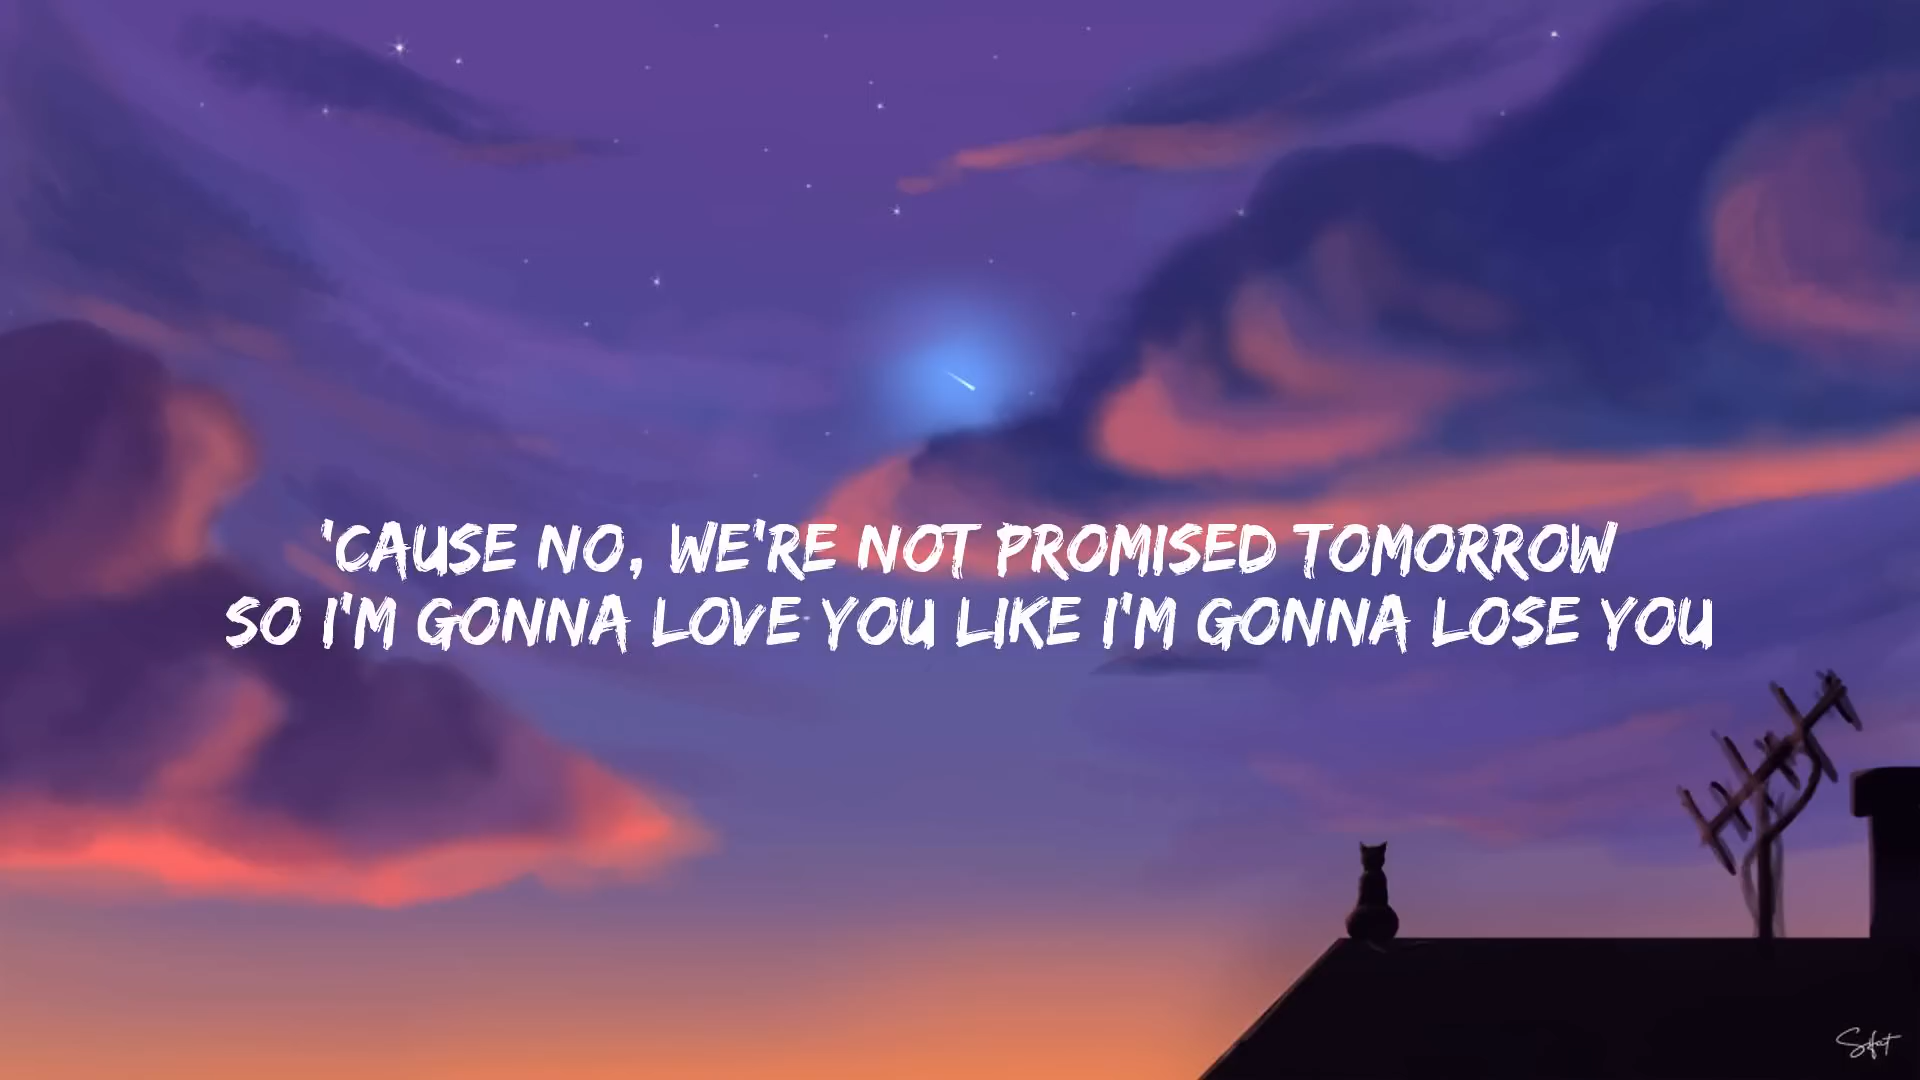 'CAUSE NO, WE'RE NOT PROMISED TOMORROW
SO I'M GONNA LOVE YOU LIKE I'M GONNA LOSE YOU